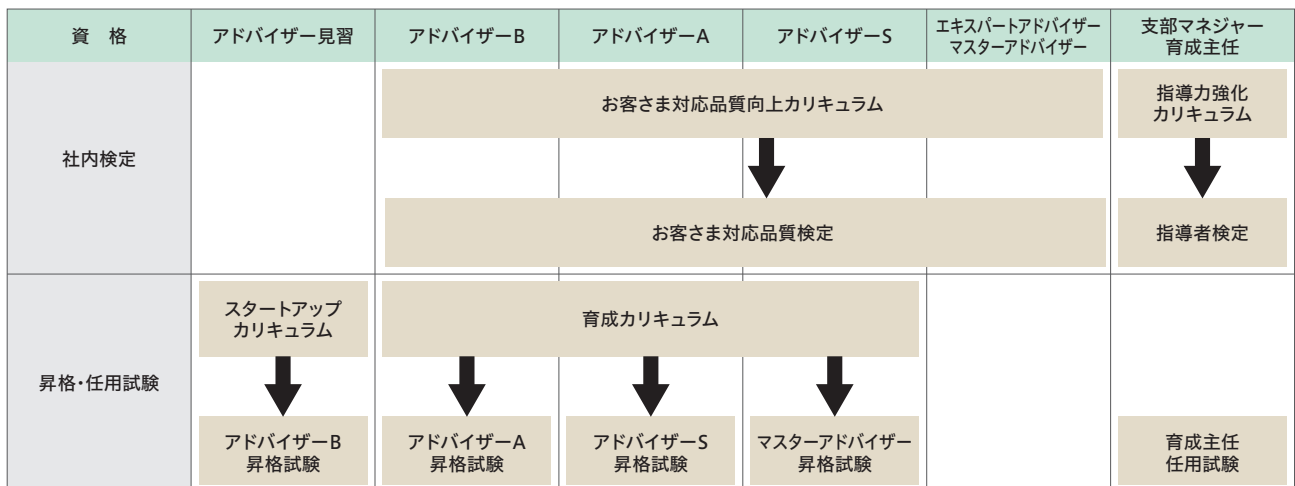 資 格
アドバイザー見習
アドバイザーB
アドバイザーA
アドバイザーS
エキスパートアドバイザー
マスターアドバイザー
支部マネジャー
育成主任
社内検定
お客さま対応品質向上カリキュラム
指導力強化
カリキュラム
お客さま対応品質検定
指導者検定
昇格・任用試験
スタートアップ
カリキュラム
育成カリキュラム
アドバイザーB
昇格試験
アドバイザーA
昇格試験
アドバイザーS
昇格試験
マスターアドバイザー
昇格試験
育成主任
任用試験